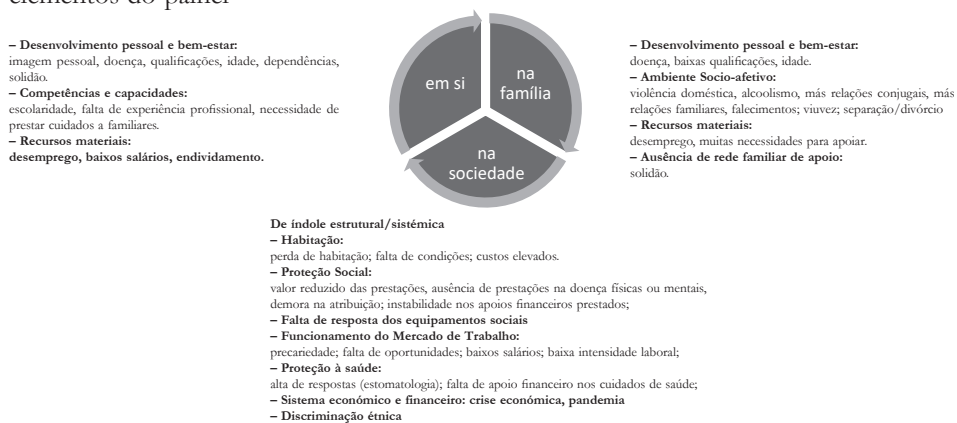 elementos do painel
– Desenvolvimento pessoal e bem-estar:
imagem pessoal, doença, qualificações, idade, dependências,
solidão.
– Competências e capacidades:
escolaridade, falta de experiência profissional, necessidade de
prestar cuidados a familiares.
– Recursos materiais:
desemprego, baixos salários, endividamento.
em si
na
família
na
sociedade
– Desenvolvimento pessoal e bem-estar:
doença, baixas qualificações, idade.
– Ambiente Socio-afetivo:
violência doméstica, alcoolismo, más relações conjugais, más
relações familiares, falecimentos; viuvez; separação/divórcio
– Recursos materiais:
desemprego, muitas necessidades para apoiar.
– Ausência de rede familiar de apoio:
solidão.
De índole estrutural/sistémica
– Habitação:
perda de habitação; falta de condições; custos elevados.
– Proteção Social:
valor reduzido das prestações, ausência de prestações na doença físicas ou mentais,
demora na atribuição; instabilidade nos apoios financeiros prestados;
– Falta de resposta dos equipamentos sociais
– Funcionamento do Mercado de Trabalho:
precariedade; falta de oportunidades; baixos salários; baixa intensidade laboral;
– Proteção à saúde:
alta de respostas (estomatologia); falta de apoio financeiro nos cuidados de saúde;
– Sistema económico e financeiro: crise económica, pandemia
– Discriminação étnica